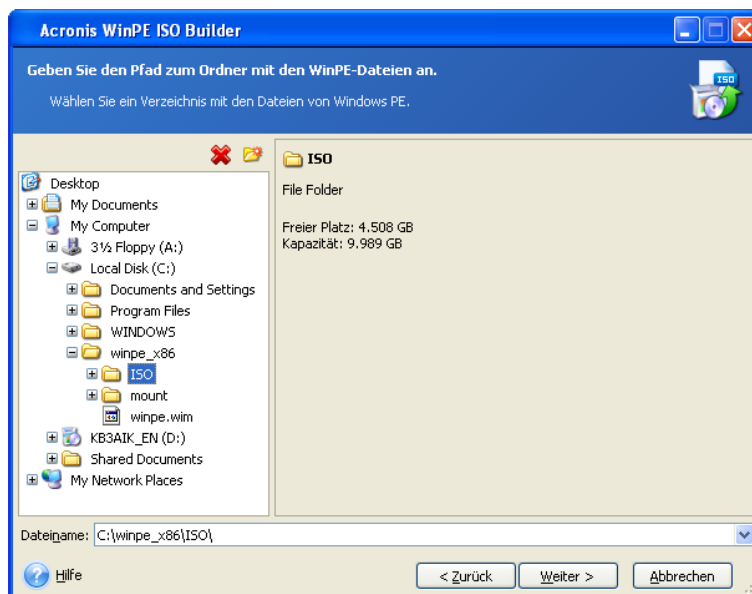 Acronis WinPE ISO Builder
Geben Sie den Pfad zum Ordner mit den WinPE-Dateien an.
Wählen Sie ein Verzeichnis mit den Dateien von Windows PE.
ISO
Desktop
My Documents
My Computer
3½ Floppy (A:)
Local Disk (C:)
Documents and Settings
Program Files
WINDOWS
winpe_x86
ISO
mount
winpe.wim
KB3AIK_EN (D:)
Shared Documents
My Network Places
ISO
File Folder
Freier Platz: 4.508 GB
Kapazität: 9.989 GB
Dateiname: C:\winpe_x86\ISO\
Hilfe
< Zurück
Weiter >
Abbrechen